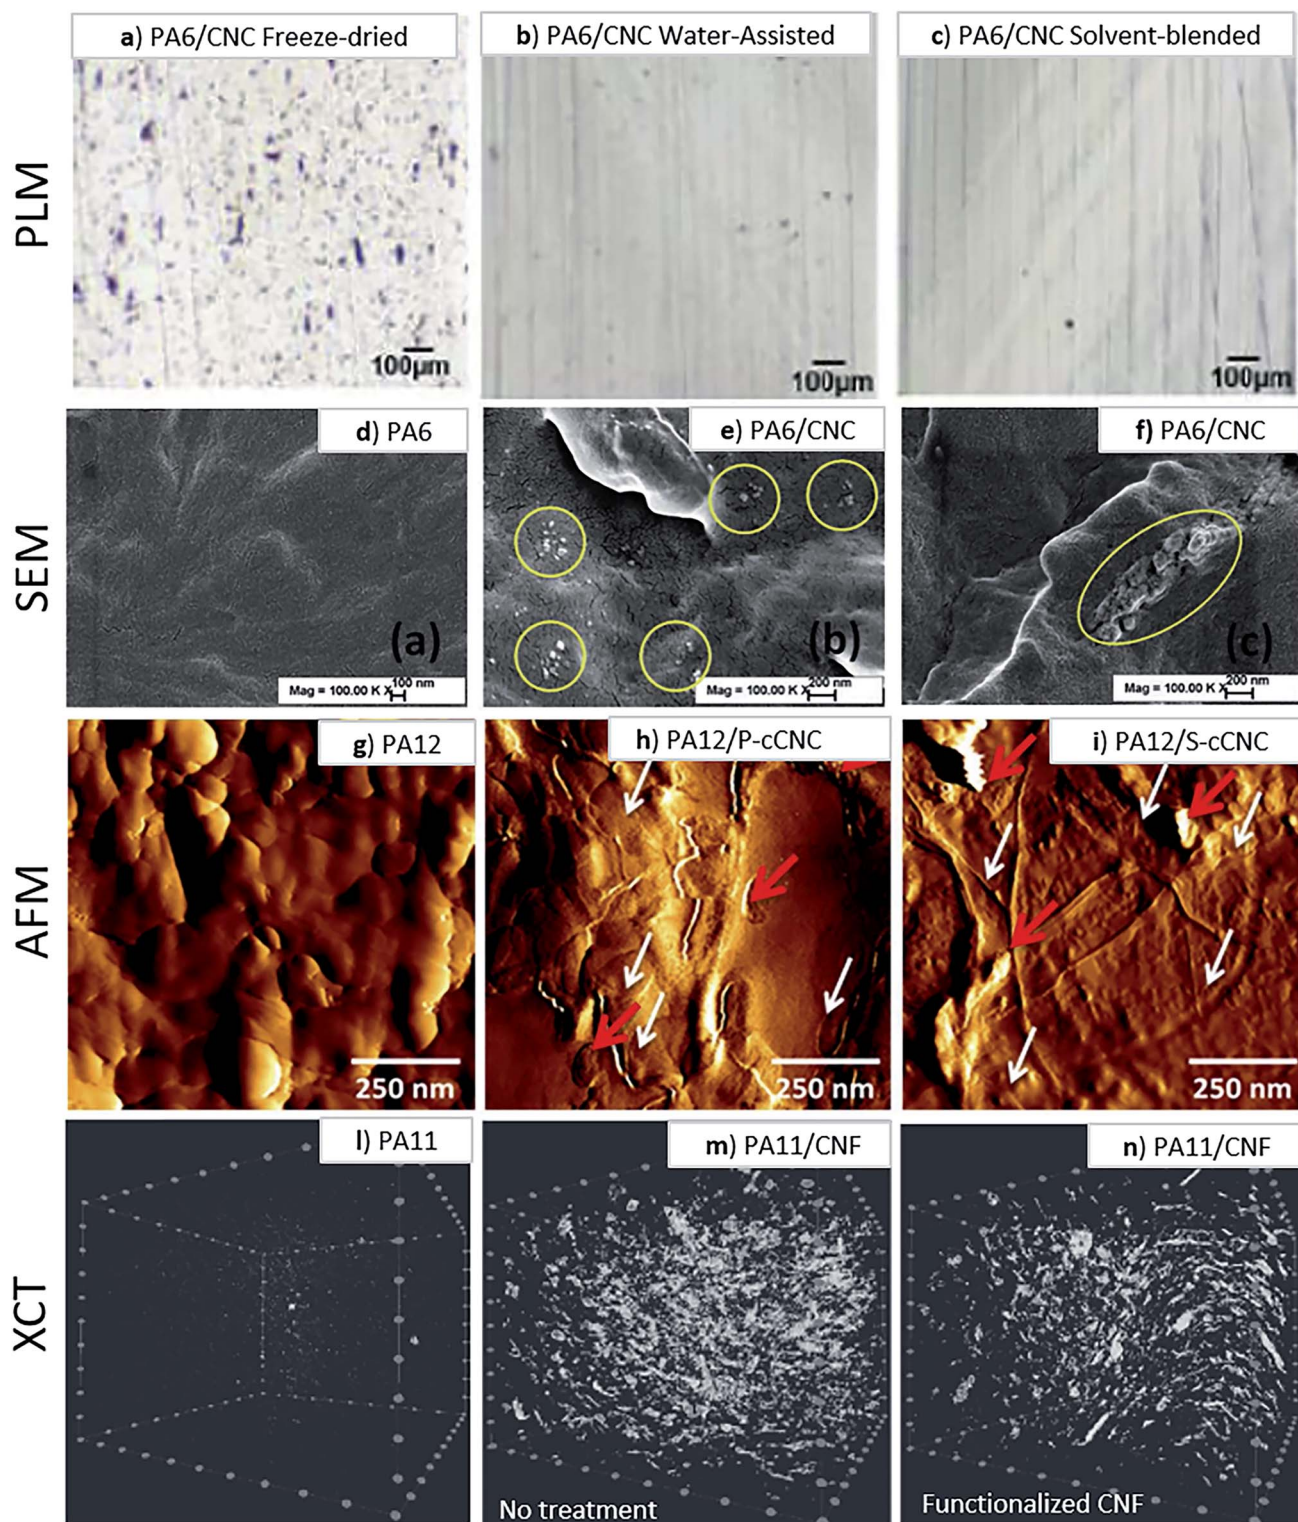 a) PA6/CNC Freeze-dried
b) PA6/CNC Water-Assisted
c) PA6/CNC Solvent-blended
PLM
100µm
100µm
100µm
d) PA6
e) PA6/CNC
f) PA6/CNC
SEM
(a)
(b)
(c)
Mag = 100.00 K X 100 nm
Mag = 100.00 K X 200 nm
Mag = 100.00 K X 200 nm
g) PA12
h) PA12/P-cCNC
i) PA12/S-cCNC
AFM
250 nm
250 nm
250 nm
l) PA11
m) PA11/CNF
n) PA11/CNF
XCT
No treatment
Functionalized CNF